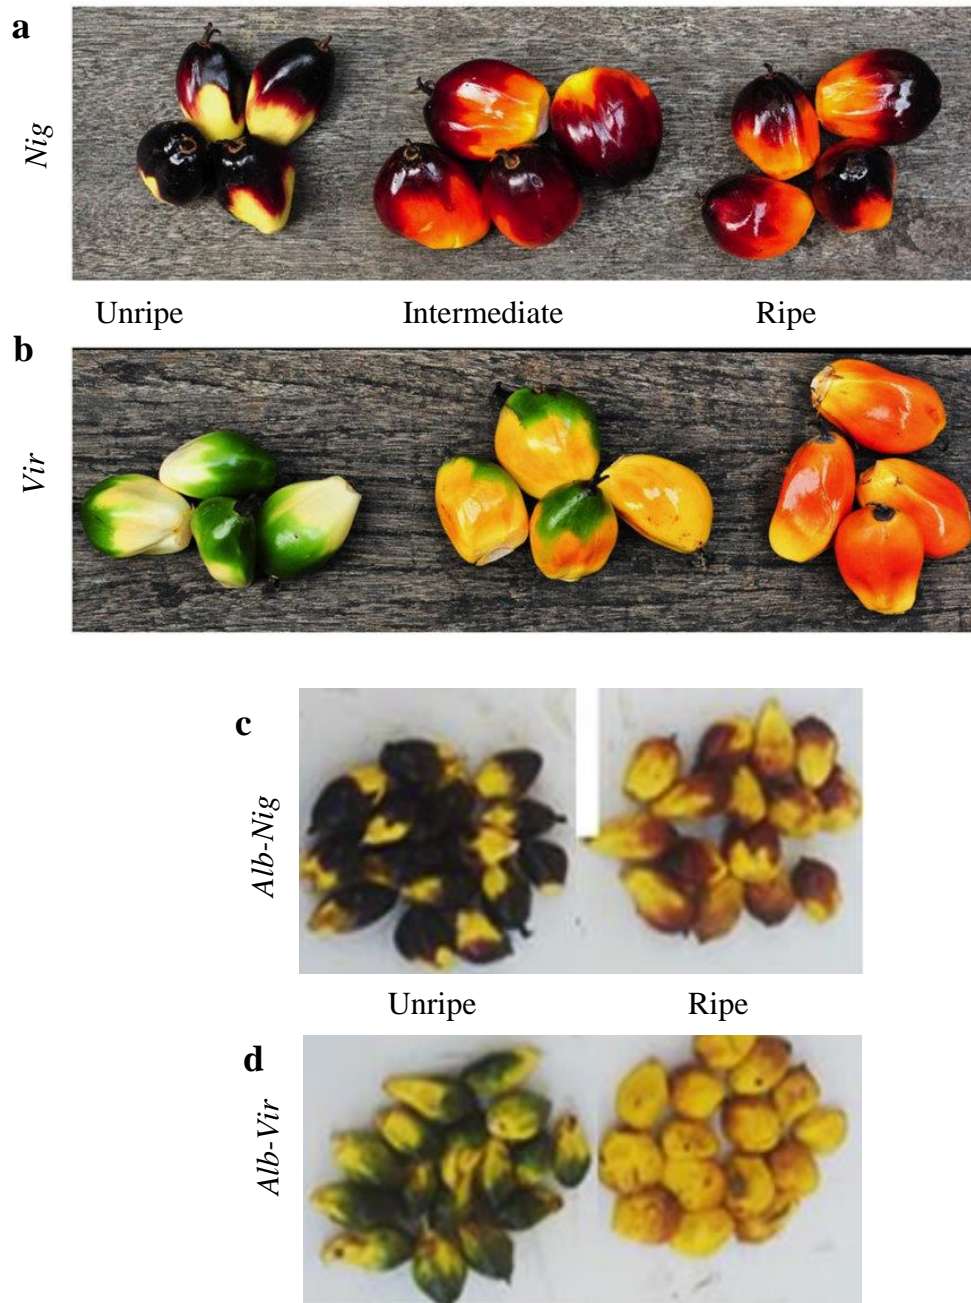 a
Nig
Unripe Intermediate Ripe
b
Vir
c
Alb-Nig
Unripe Ripe
d
Alb-Vir